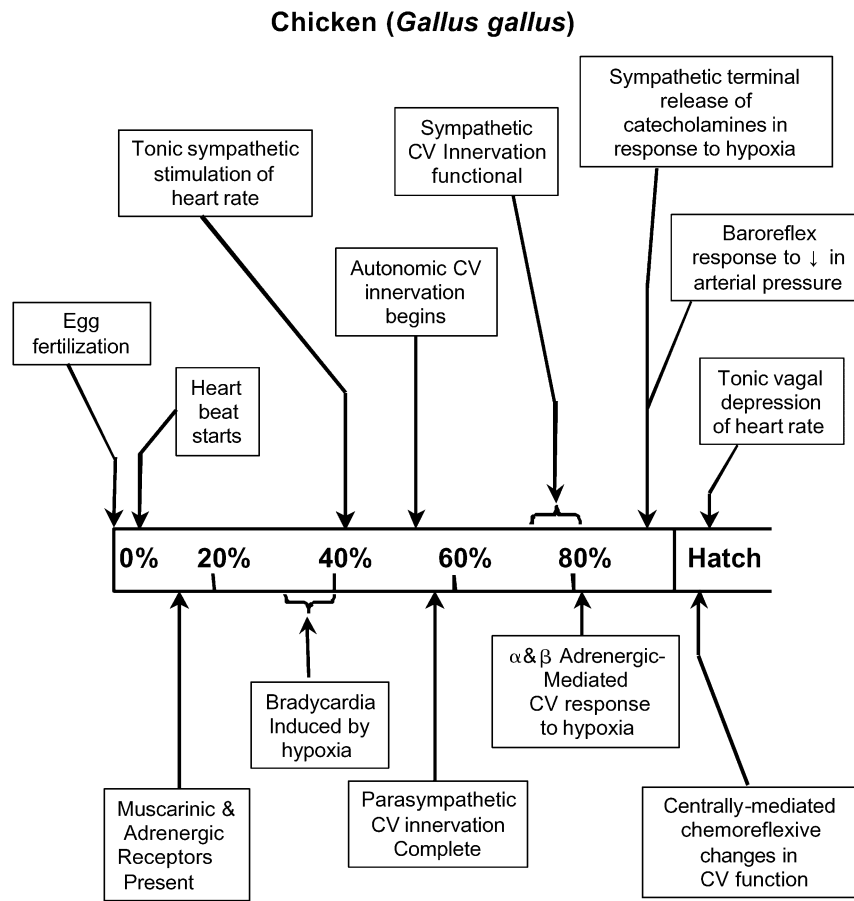 Chicken (Gallus gallus)
Sympathetic terminal
release of
catecholamines in
response to hypoxia
Sympathetic
CV Innervation
functional
Tonic sympathetic
stimulation of
heart rate
Baroreflex
response to ↓ in
arterial pressure
Autonomic CV
innervation
begins
Egg
fertilization
Heart
beat
starts
Tonic vagal
depression
of heart rate
0% 20% 40% 60% 80% Hatch
α&β Adrenergic-
Mediated
CV response
to hypoxia
Bradycardia
Induced by
hypoxia
Muscarinic &
Adrenergic
Receptors
Present
Parasympathetic
CV innervation
Complete
Centrally-mediated
chemoreflexive
changes in
CV function